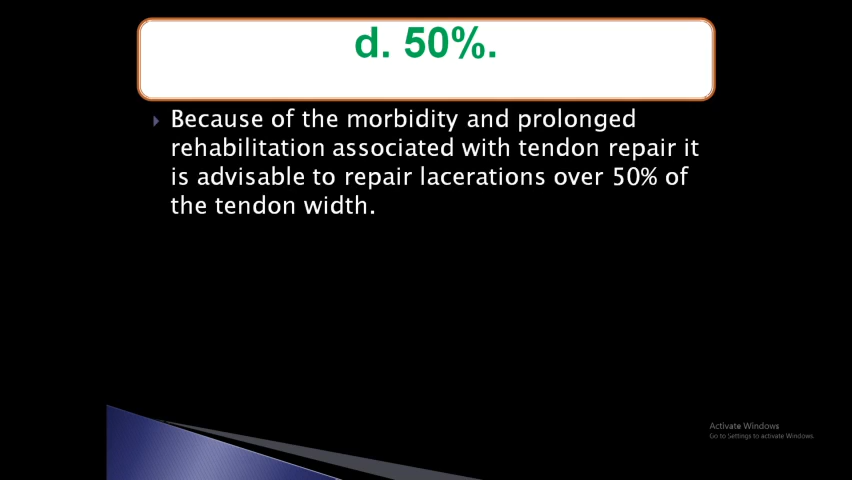 d. 50%.
Because of the morbidity and prolonged
rehabilitation associated with tendon repair it
is advisable to repair lacerations over 50% of
the tendon width.
Activate Windows
Go to Settings to activate Windows.